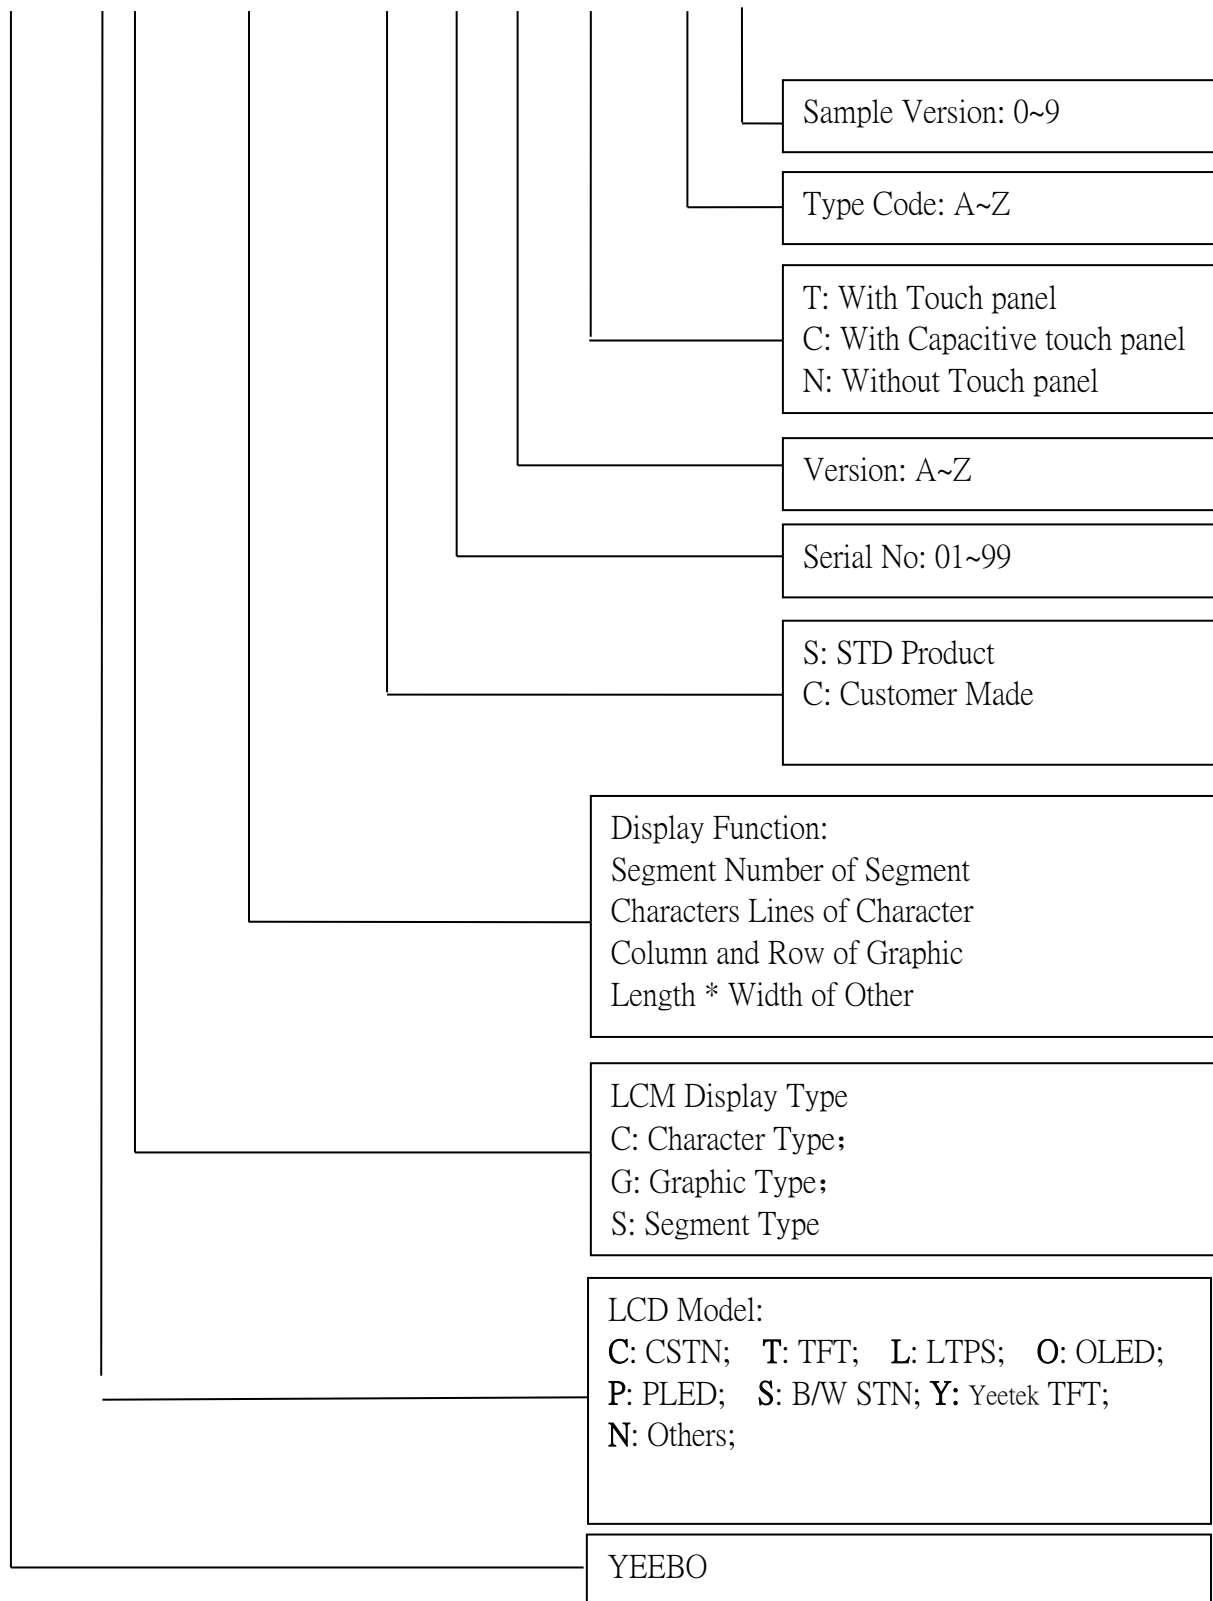 Sample Version: 0~9
Type Code: A~Z
T: With Touch panel
C: With Capacitive touch panel
N: Without Touch panel
Version: A~Z
Serial No: 01~99
S: STD Product
C: Customer Made
Display Function:
Segment Number of Segment
Characters Lines of Character
Column and Row of Graphic
Length * Width of Other
LCM Display Type
C: Character Type；
G: Graphic Type；
S: Segment Type
LCD Model:
C: CSTN; T: TFT; L: LTPS; O: OLED;
P: PLED; S: B/W STN; Y: Yeetek TFT;
N: Others;
YEEBO